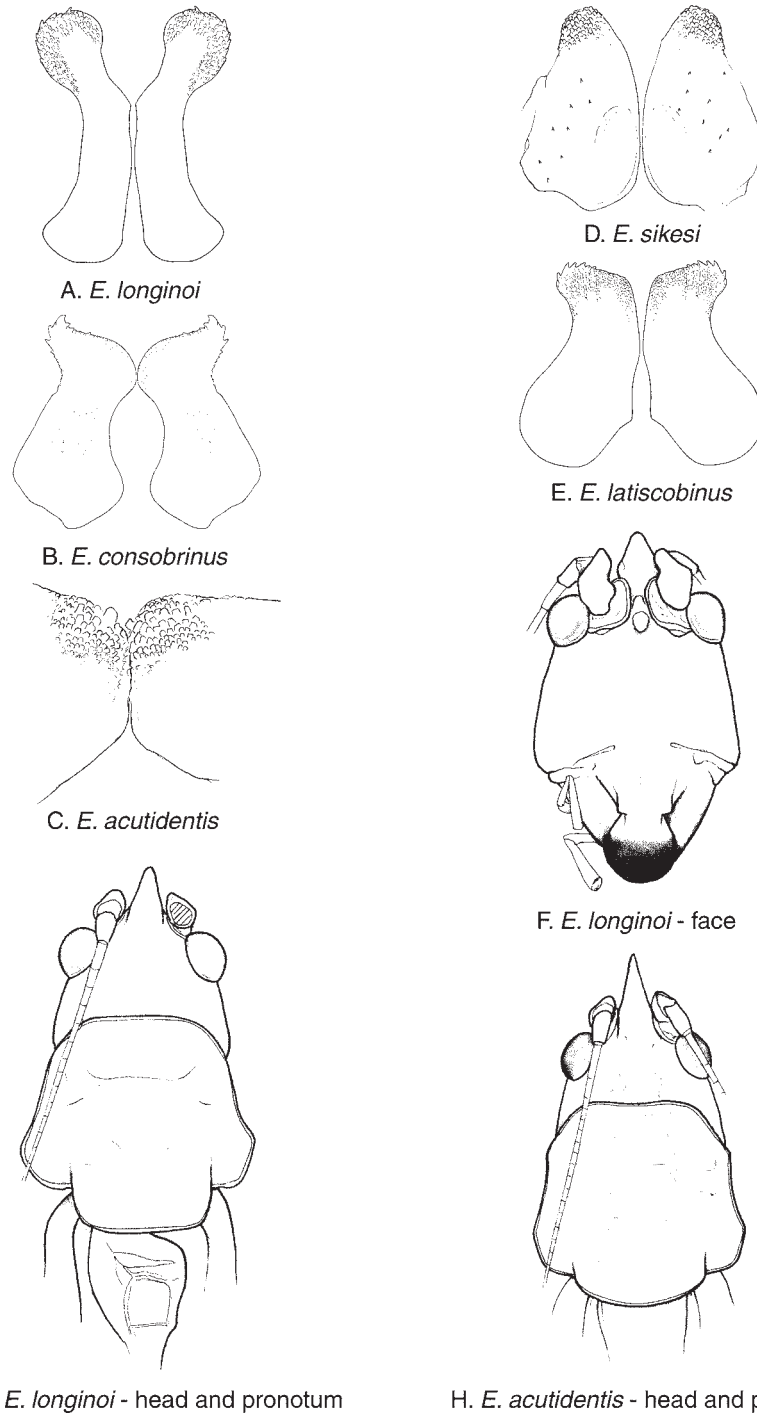 A. E. longinoi
B. E. consobrinus
C. E. acutidentis
D. E. sikesi
E. E. latiscobinus
F. E. longinoi - face
E. longinoi - head and pronotum
H. E. acutidentis - head and p